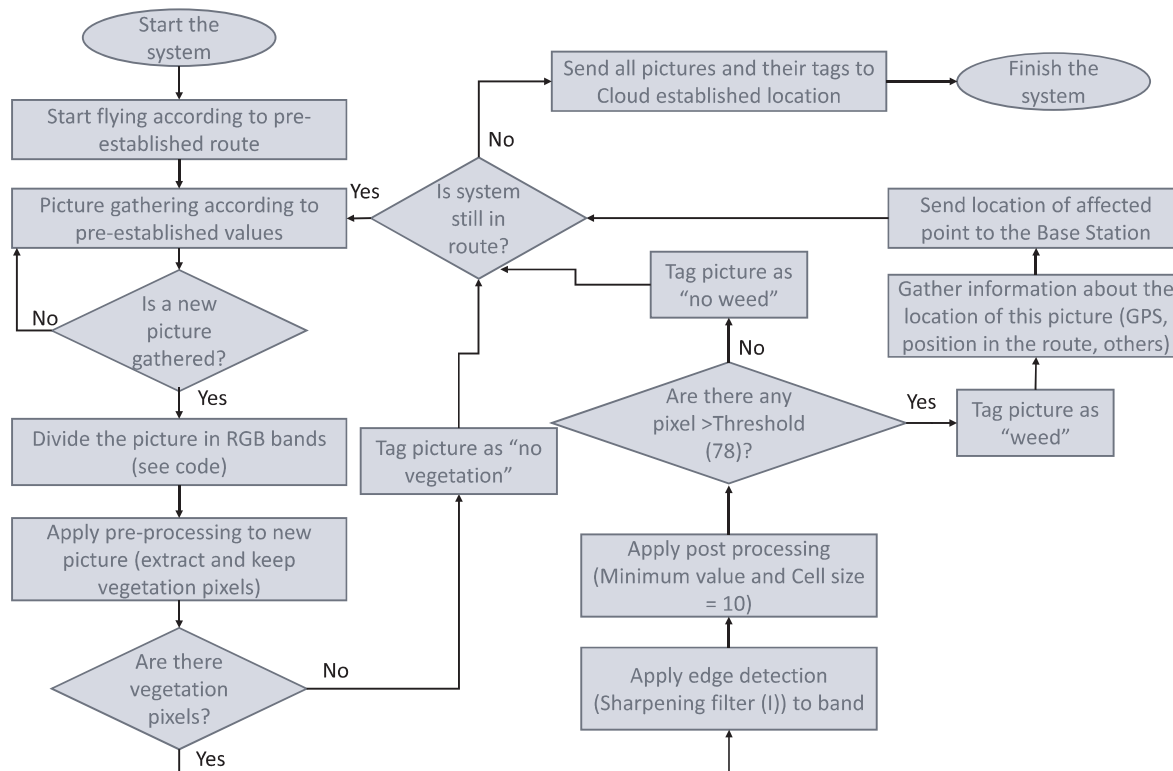 Start the
system
Start flying according to pre-
established route
Picture gathering according to
pre-established values
Is a new
picture
gathered?
No
Yes
Divide the picture in RGB bands
(see code)
Apply pre-processing to new
picture (extract and keep
vegetation pixels)
Are there
vegetation
pixels?
No
Yes
Tag picture as “no
vegetation”
Is system
still in
route?
Yes
No
Send all pictures and their tags to
Cloud established location
Finish the
system
Send location of affected
point to the Base Station
Gather information about the
location of this picture (GPS,
position in the route, others)
Tag picture as
“no weed”
No
Are there any
pixel >Threshold
(78)?
Yes
Tag picture as
“weed”
Apply post processing
(Minimum value and Cell size
= 10)
Apply edge detection
(Sharpening filter (I)) to band